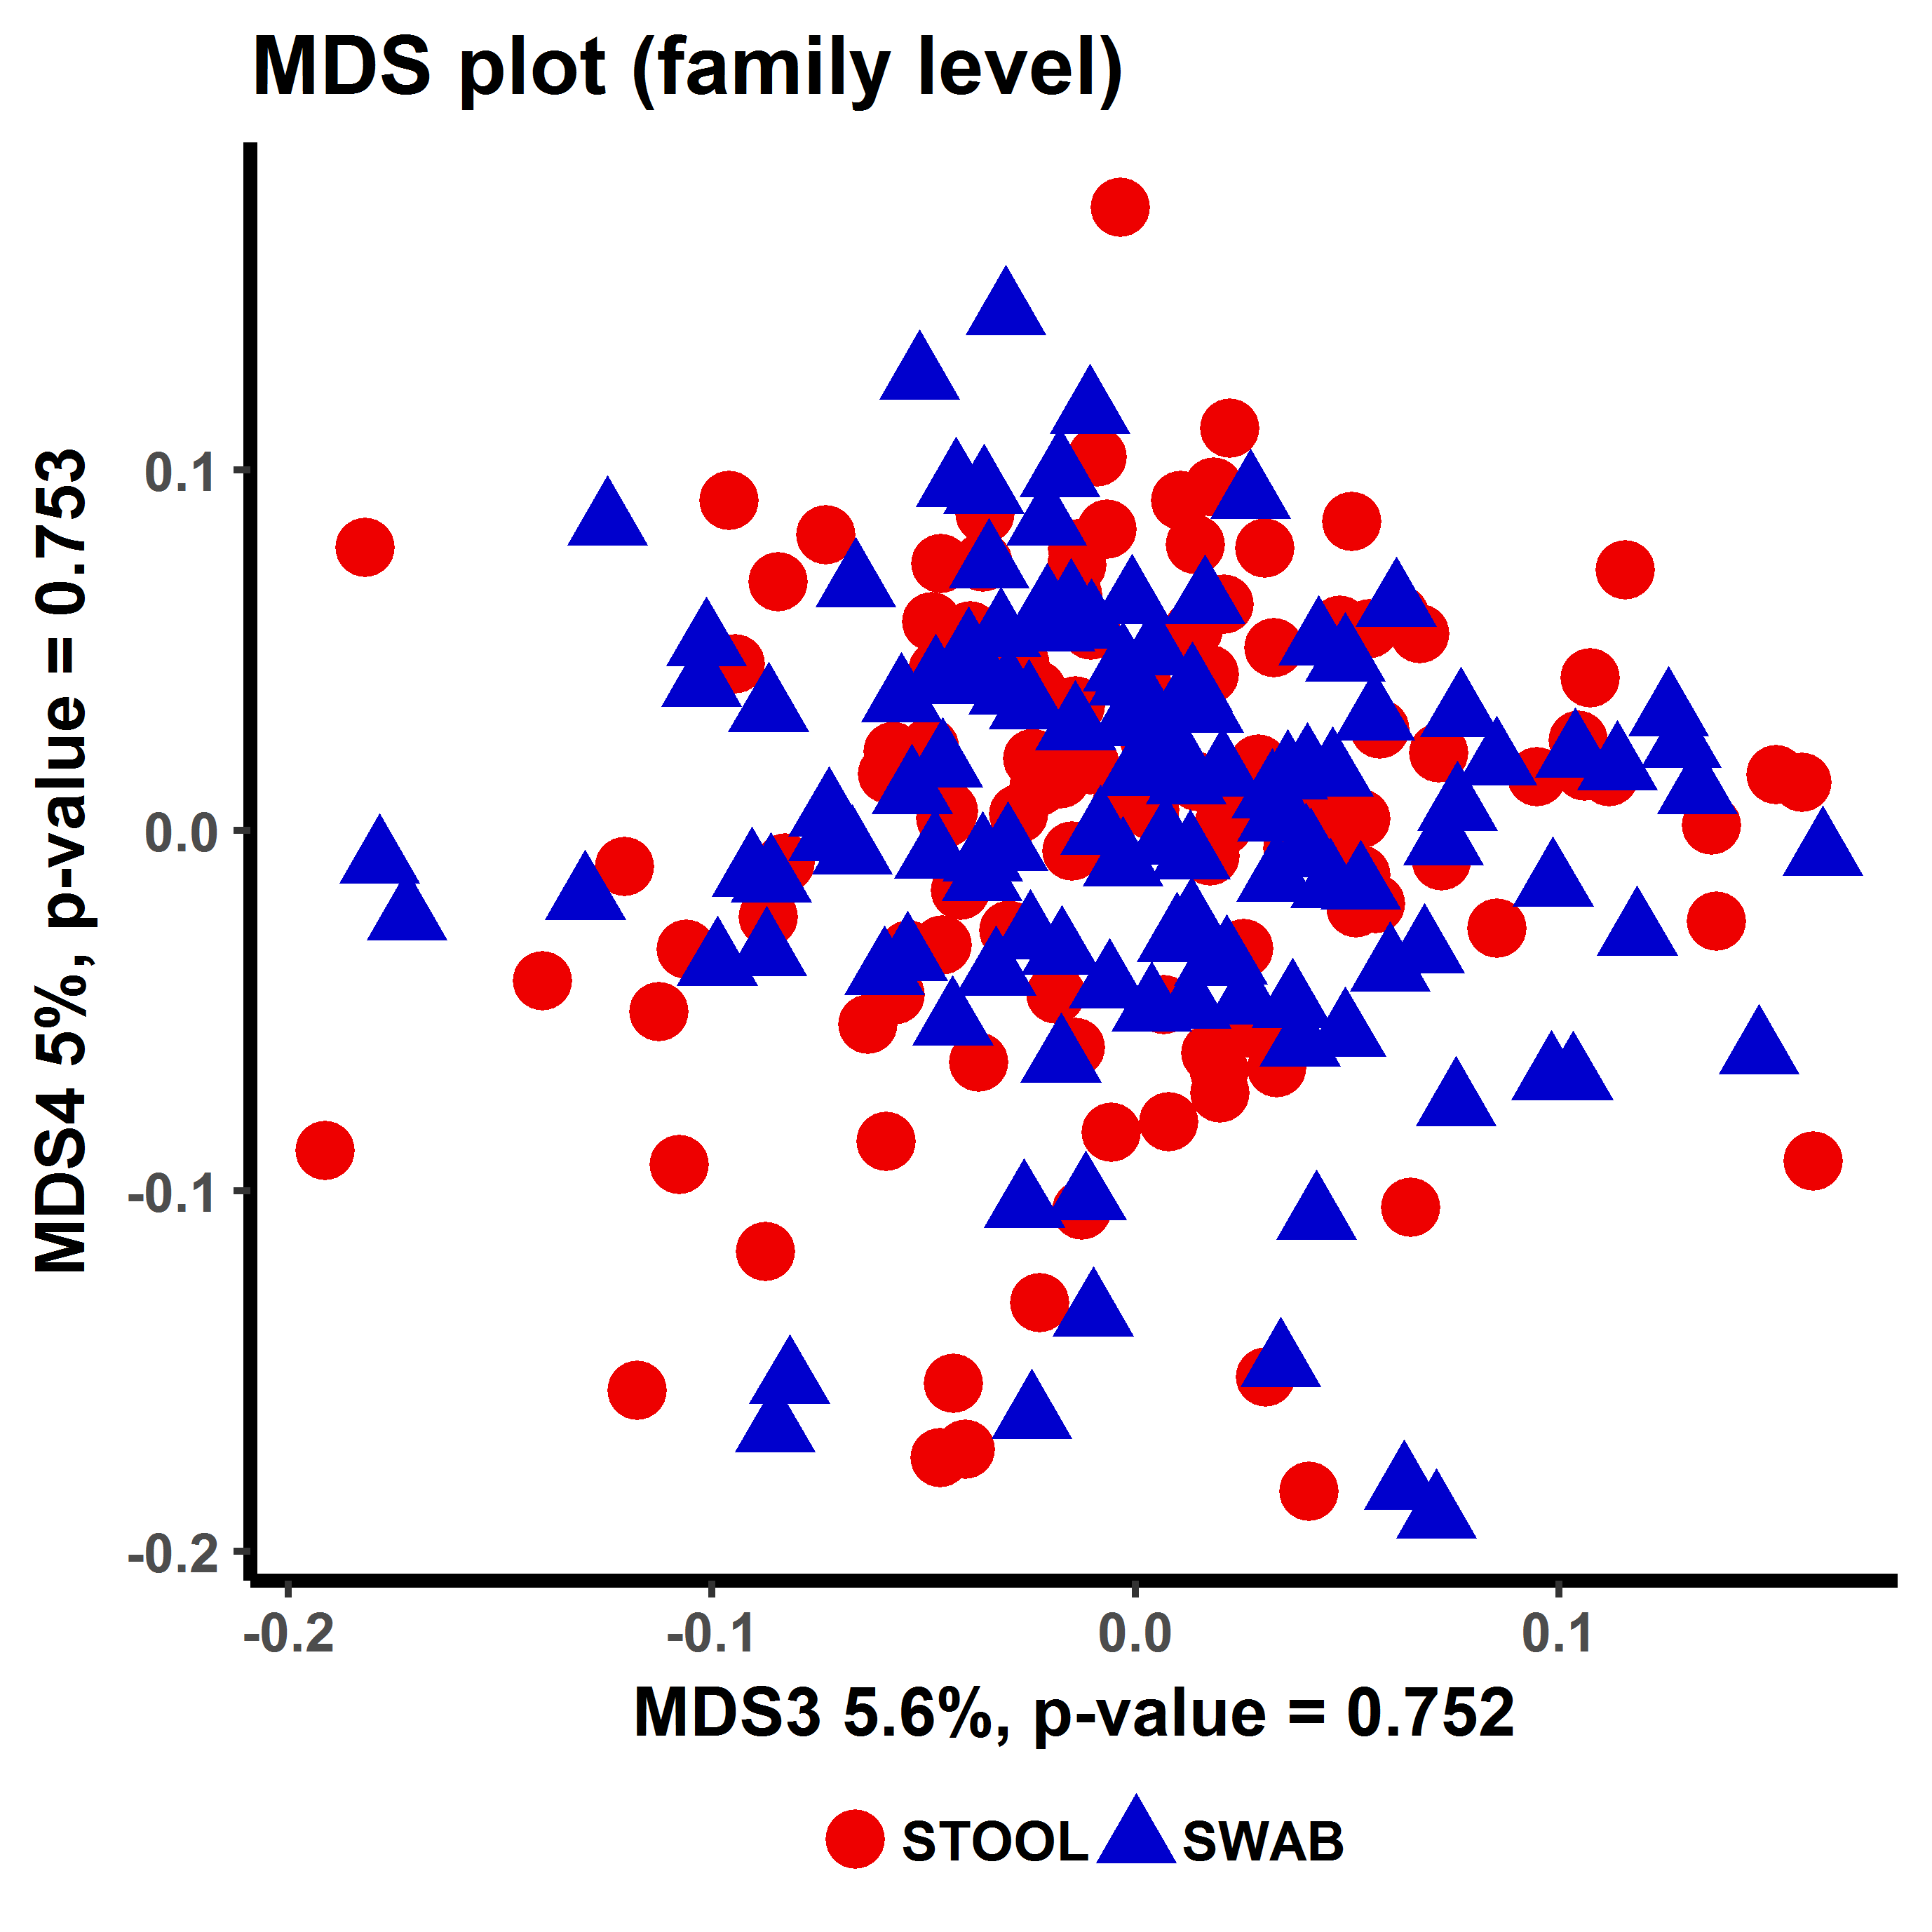 MDS plot (family level)
MDS4 5%, p-value = 0.753
0.1
0.0
-0.1
-0.2
-0.2 -0.1 0.0 0.1
MDS3 5.6%, p-value = 0.752
STOOL SWAB